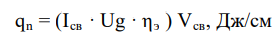 qп = (Iсв · Ug · ηэ ) Vсв, Дж/см